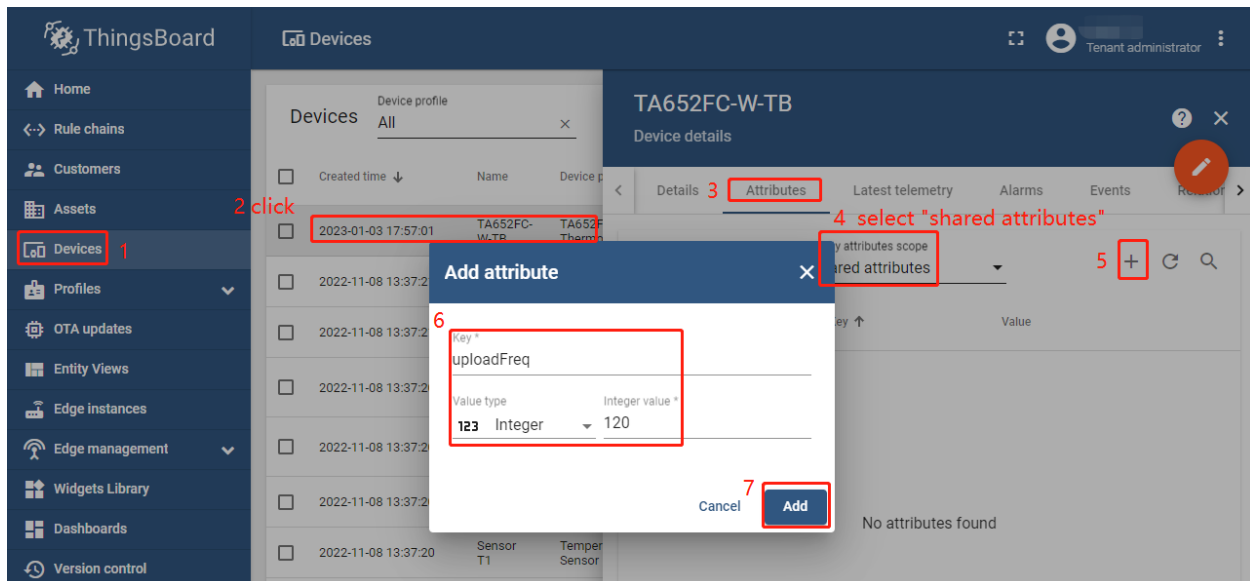 ThingsBoard
Devices
Tenant administrator
Home
Rule chains
Customers
Assets
Devices
1
Profiles
OTA updates
Entity Views
Edge instances
Edge management
Widgets Library
Dashboards
Version control
Devices
Device profile
All
Created time
Name
Device
2 click
2023-01-03 17:57:01
TA652FC-
W-TB
2022-11-08 13:37:2
2022-11-08 13:37:2
2022-11-08 13:37:20
2022-11-08 13:37:20
2022-11-08 13:37:20
2022-11-08 13:37:20
Sensor
T1
Temper
Sensor
TA652FC-W-TB
Device details
Details
3
Attributes
Latest telemetry
Alarms
Events
4 select "shared attributes"
attributes scope
attributes
5
Value
No attributes found
Add attribute
6
Key *
uploadFreq
Value type
123 Integer
Integer value *
120
Cancel
7
Add